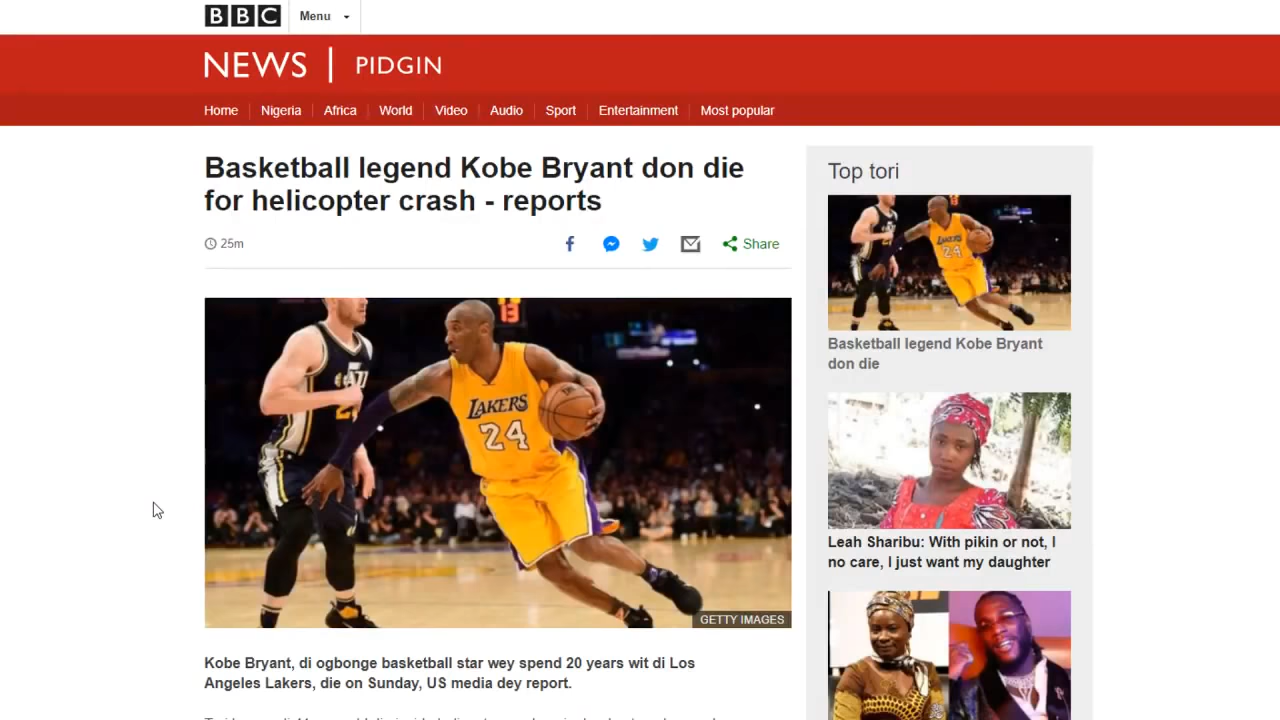 BBC
Menu
NEWS | PIDGIN
Home Nigeria Africa World Video Audio Sport Entertainment Most popular
Basketball legend Kobe Bryant don die
for helicopter crash - reports
25m
Share
13
LAKERS
24
GETTY IMAGES
Kobe Bryant, di ogbonge basketball star wey spend 20 years wit di Los
Angeles Lakers, die on Sunday, US media dey report.
Top tori
LAKERS
24
Basketball legend Kobe Bryant
don die
Leah Sharibu: With pikin or not, I
no care, I just want my daughter